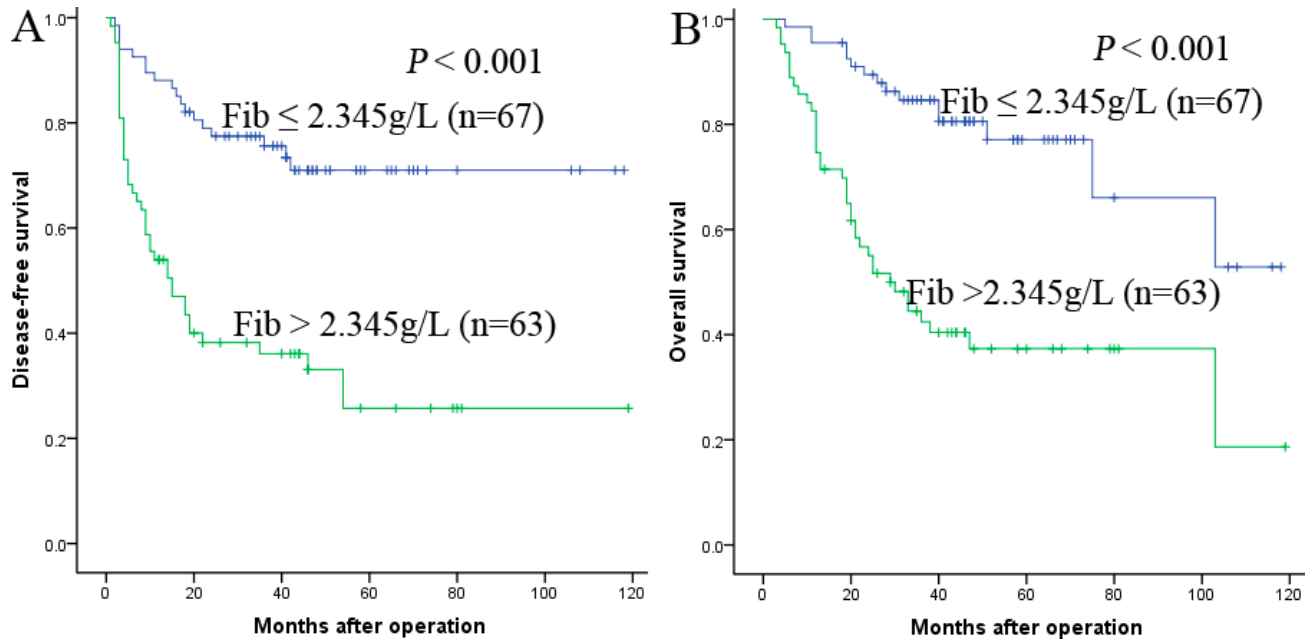 A
P < 0.001
Fib ≤ 2.345g/L (n=67)
Fib > 2.345g/L (n=63)
Disease-free survival
1.0
0.8
0.6
0.4
0.2
0.0
0 20 40 60 80 100 120
Months after operation
B
P < 0.001
Fib ≤ 2.345g/L (n=67)
Fib >2.345g/L (n=63)
Overall survival
1.0
0.8
0.6
0.4
0.2
0.0
0 20 40 60 80 100 120
Months after operation